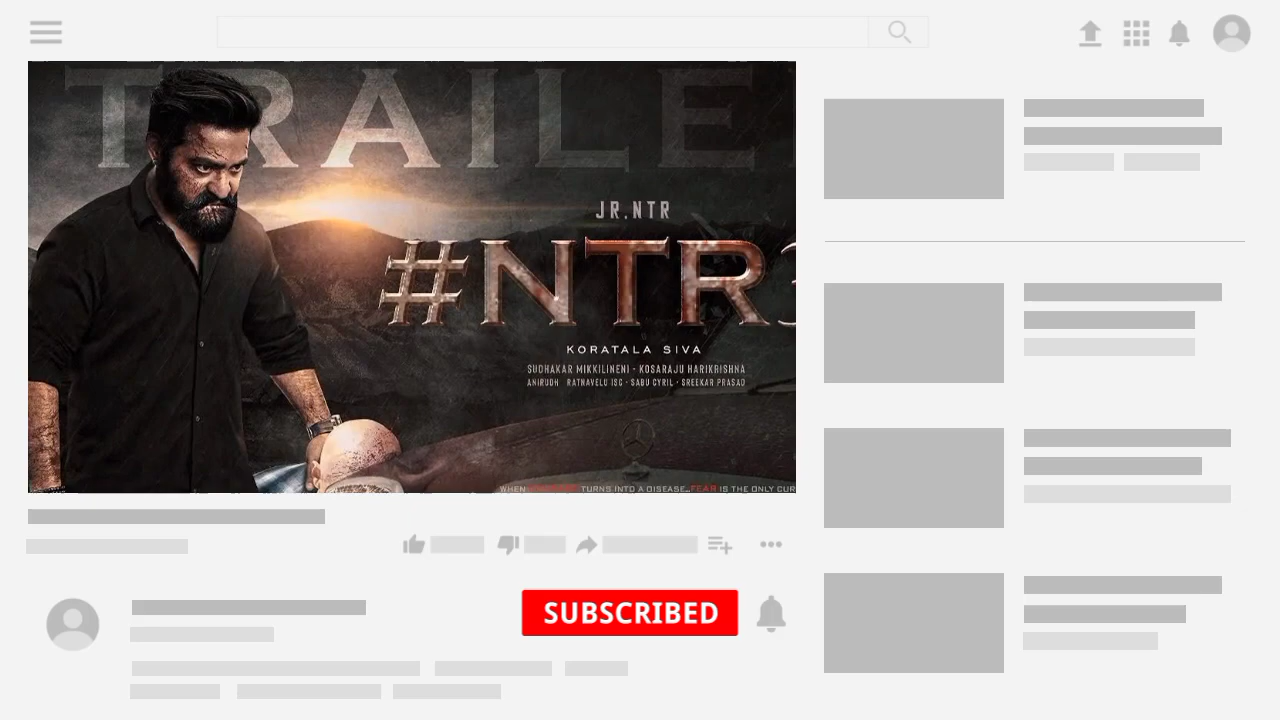 TRAILE
JR.NTR
#NTR3
KORATALA SIVA
SUDHAKAR MIKKILINENI - KOSARAJU HARIKRISHNA
ANIRUDH RATNAVELU ISC - SABU CYRIL - SREEKAR PRASAD
WHEN TURNS INTO A DISEASE...FEAR IS THE ONLY CUR
SUBSCRIBED